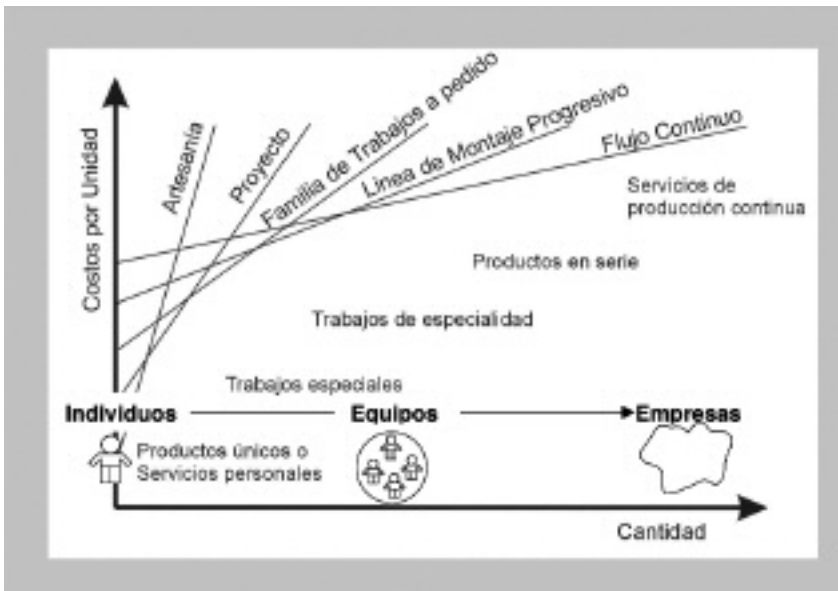 Costos por Unidad
Artesanía
Proyecto
Familia de Trabajos a pedido
Linea de Montaje Progresivo
Flujo Continuo
Servicios de
producción continua
Productos en serie
Trabajos de especialidad
Trabajos especiales
Individuos
Equipos
Empresas
Productos únicos o
Servicios personales
Cantidad